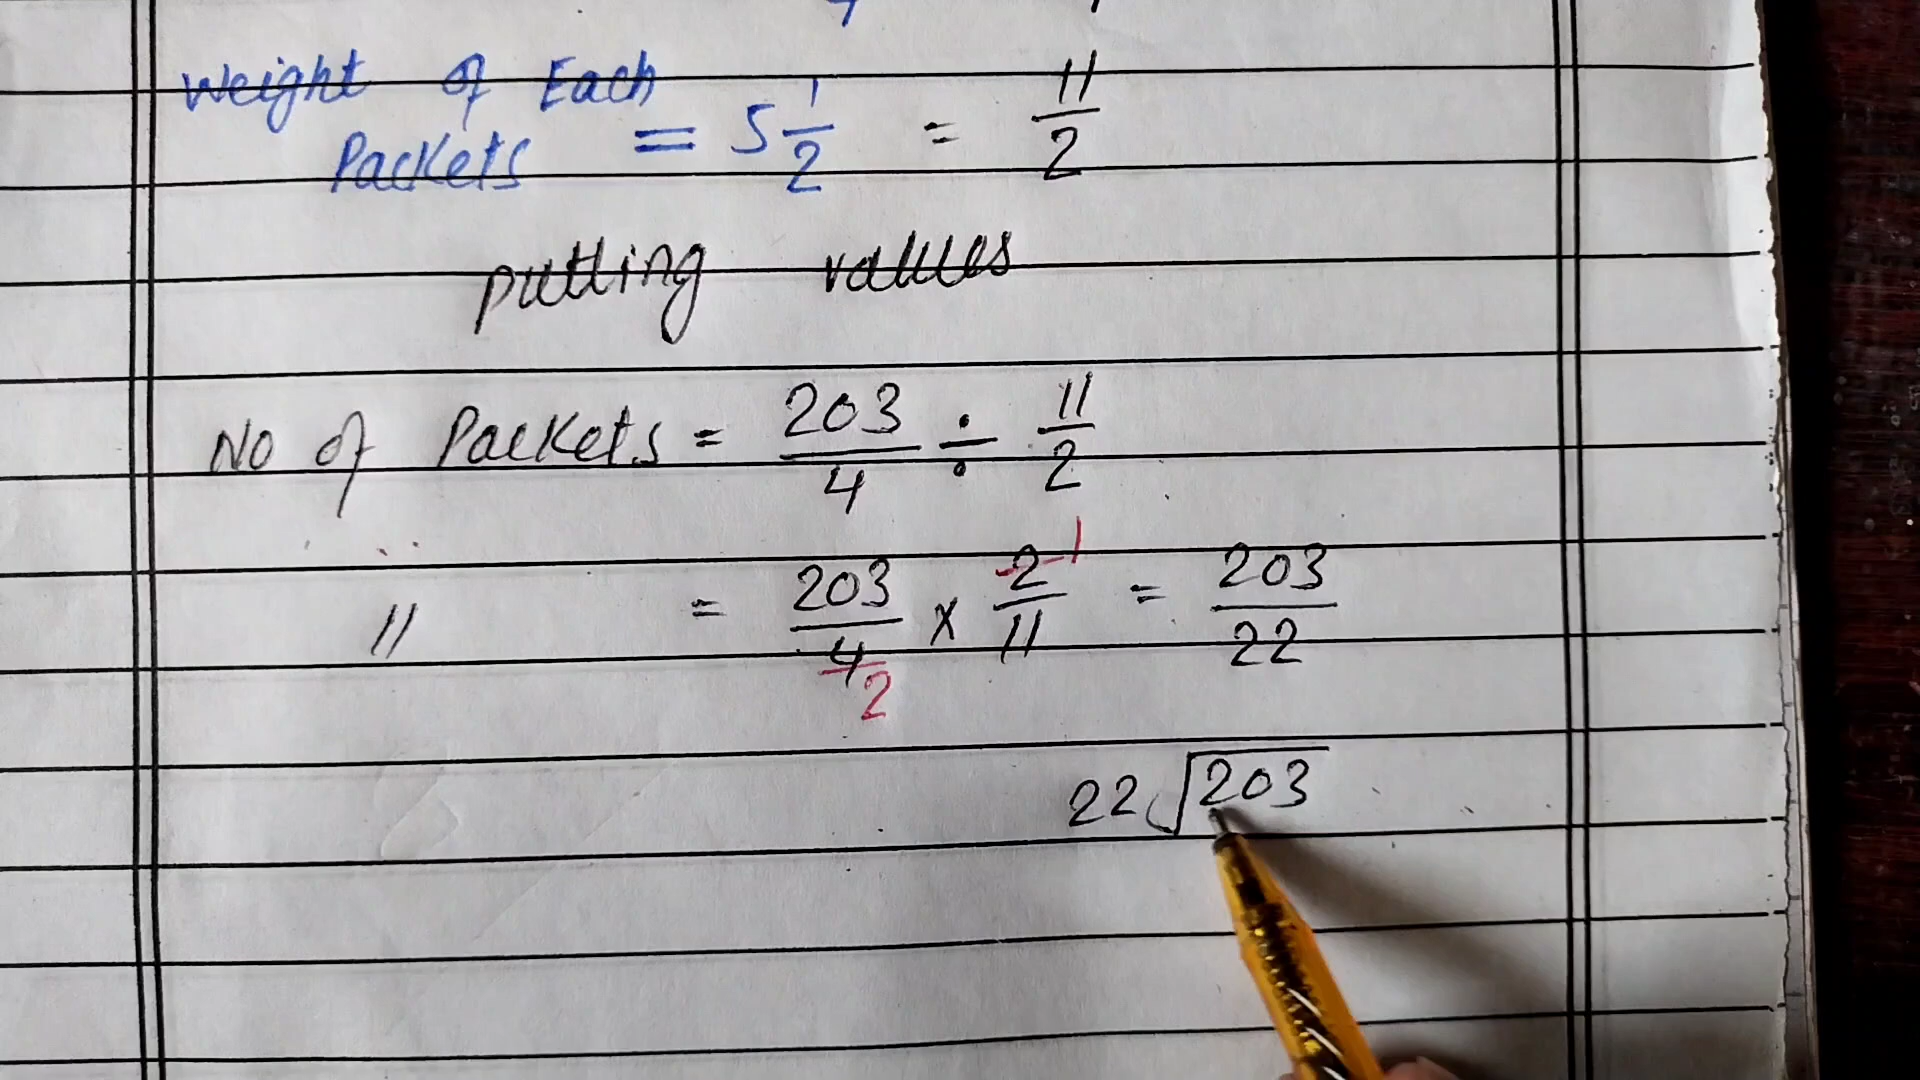 Weight of Each
Packets = 5 1/2 = 11/2
putting values
No of Packets = 203/4 ÷ 11/2
11 = 203/4 2 × 2/11 1 = 203/22
22 √203